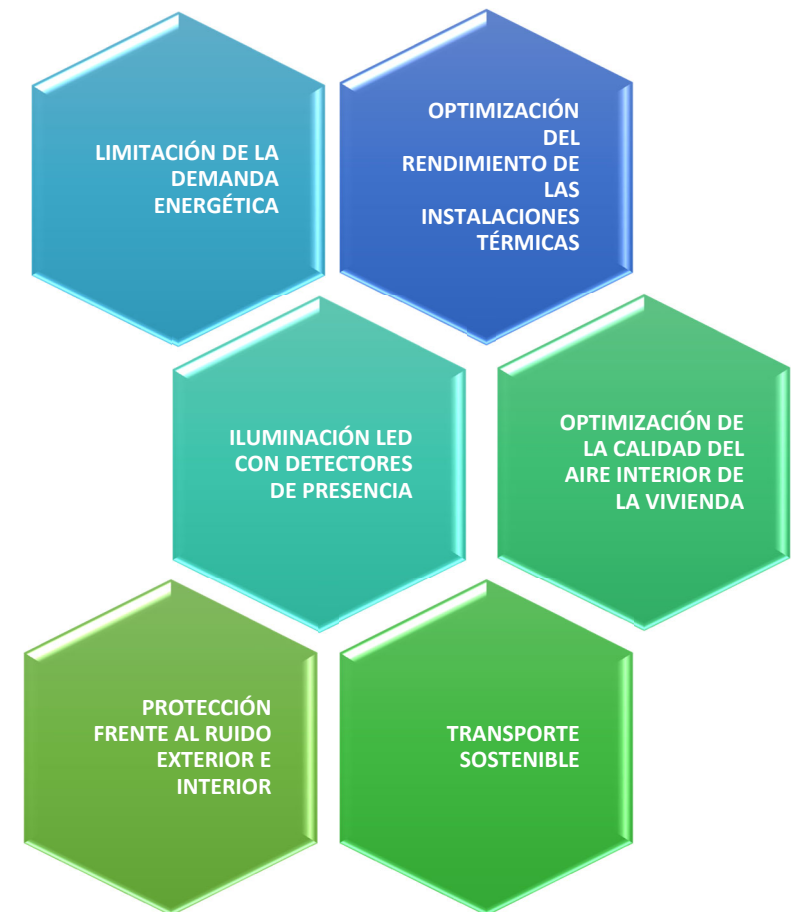 LIMITACIÓN DE LA
DEMANDA
ENERGÉTICA
OPTIMIZACIÓN
DEL
RENDIMIENTO DE
LAS
INSTALACIONES
TÉRMICAS
ILUMINACIÓN LED
CON DETECTORES
DE PRESENCIA
OPTIMIZACIÓN DE
LA CALIDAD DEL
AIRE INTERIOR DE
LA VIVIENDA
PROTECCIÓN
FRENTE AL RUIDO
EXTERIOR E
INTERIOR
TRANSPORTE
SOSTENIBLE